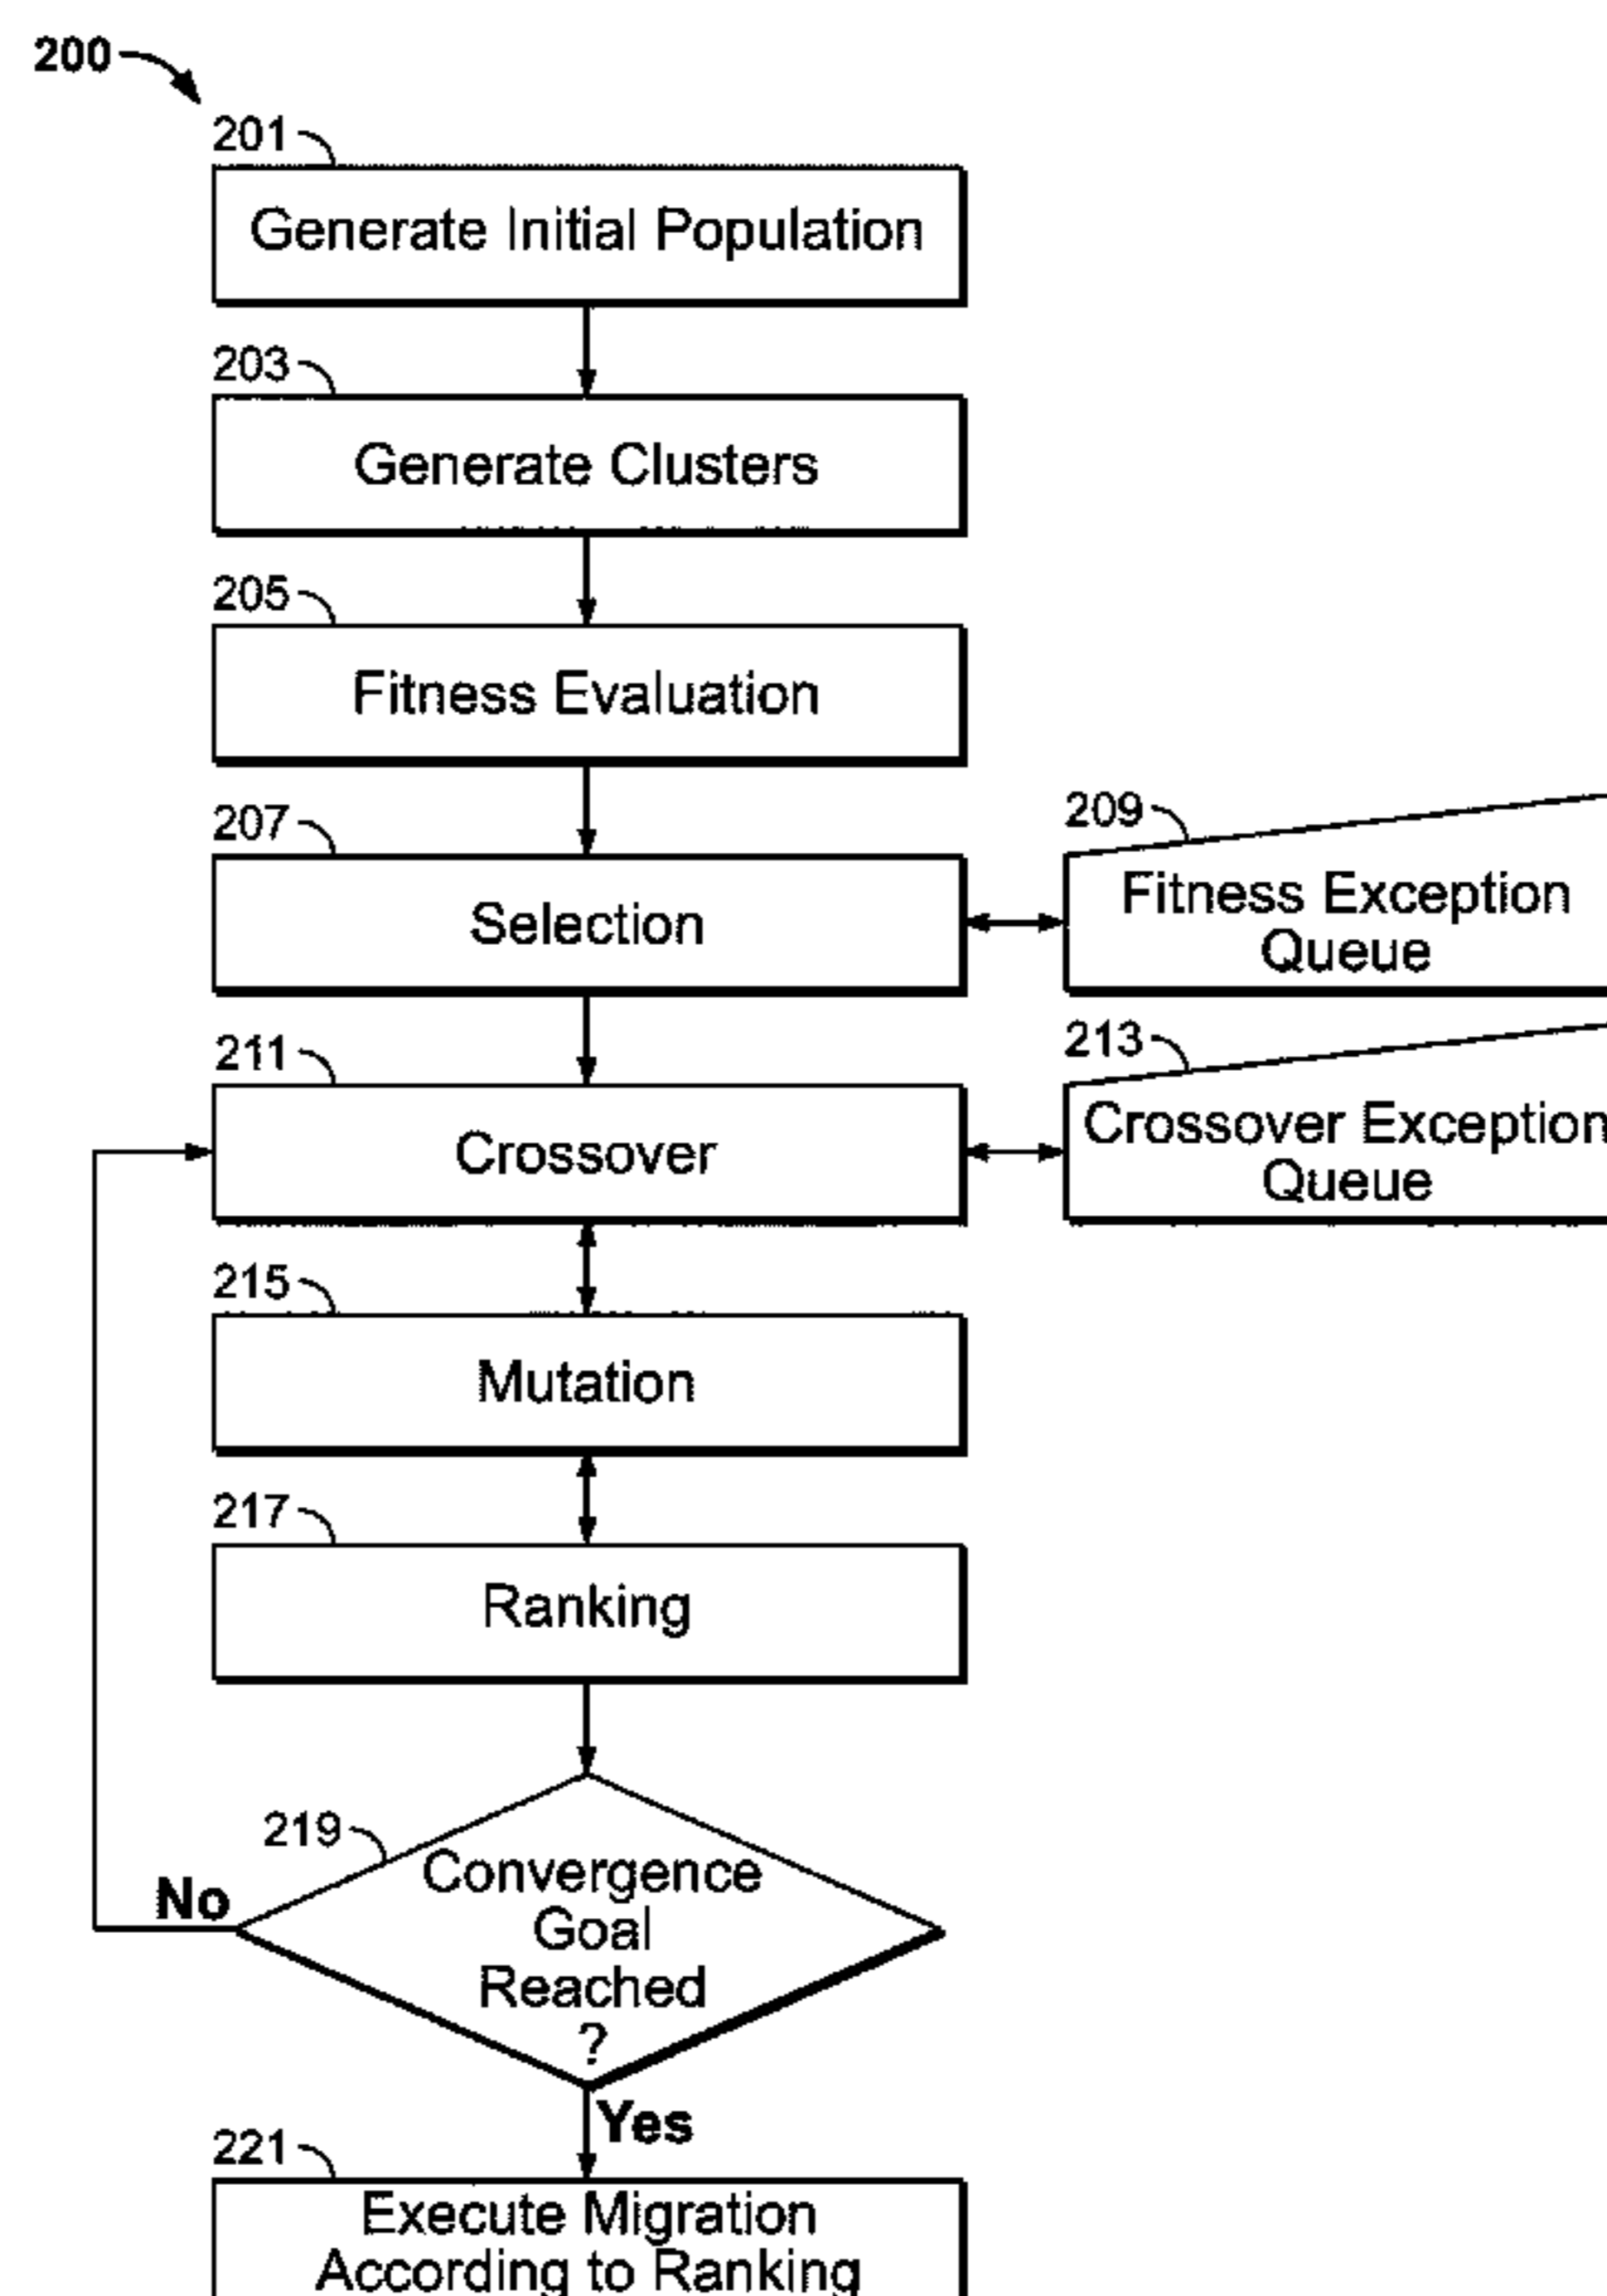 200
201
Generate Initial Population
203
Generate Clusters
205
Fitness Evaluation
207
Selection
209
Fitness Exception
Queue
211
Crossover
213
Crossover Exception
Queue
215
Mutation
217
Ranking
219
Convergence
Goal
Reached
?
No
Yes
221
Execute Migration
According to Ranking